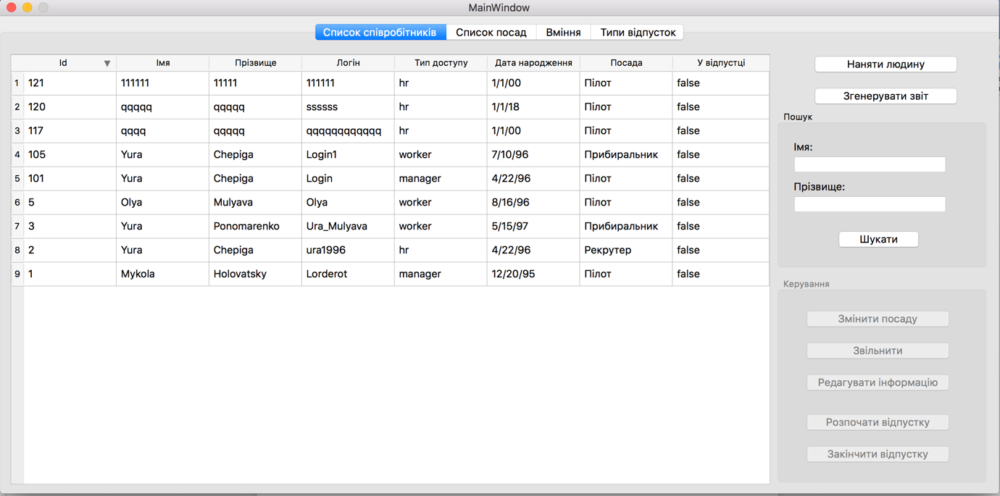 MainWindow
Список співробітників Список посад Вміння Типи відпусток
Id Імя Прізвище Логін Тип доступу Дата народження Посада У відпустці
1 121 111111 11111 111111 hr 1/1/00 Пілот false
2 120 qqqqq qqqqq ssssss hr 1/1/18 Пілот false
3 117 qqqq qqqqq qqqqqqqqqqqq hr 1/1/00 Пілот false
4 105 Yura Chepiga Login1 worker 7/10/96 Прибиральник false
5 101 Yura Chepiga Login manager 4/22/96 Пілот false
6 5 Olya Mulyava Olya worker 8/16/96 Пілот false
7 3 Yura Ponomarenko Ura_Mulyava worker 5/15/97 Прибиральник false
8 2 Yura Chepiga ura1996 hr 4/22/96 Рекрутер false
9 1 Mykola Holovatsky Lorderot manager 12/20/95 Пілот false
Наняти людину
Згенерувати звіт
Пошук
Імя:
Прізвище:
Шукати
Керування
Змінити посаду
Звільнити
Редагувати інформацію
Розпочати відпустку
Закінчити відпустку